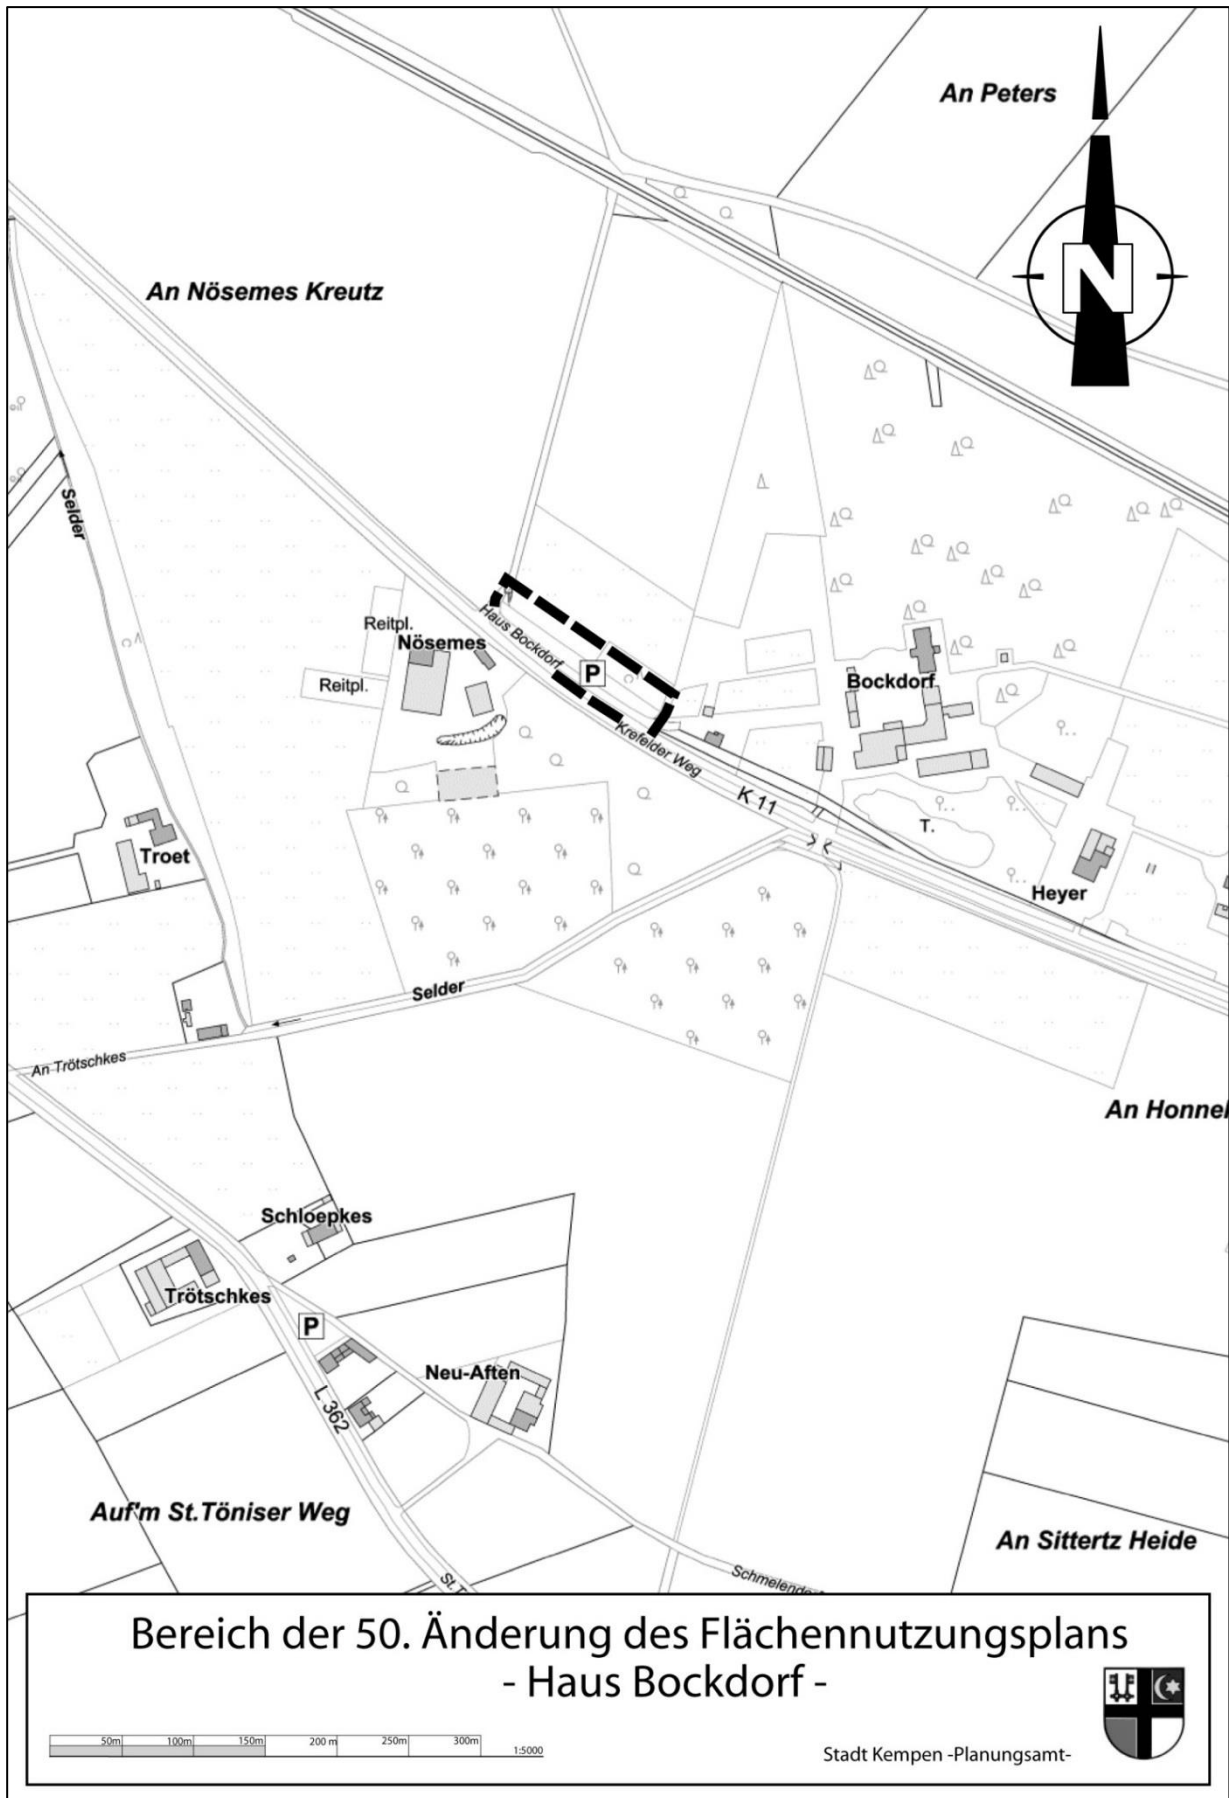 An Peters
N
An Nösemes Kreutz
Selder
Reitpl.
Nösemes
Haus Bockdorf
P
Reitpl.
Bockdorf
Krefelder Weg
K 11
T.
Troet
Heyer
Selder
An Trötschkes
An Honnel
Schloepkes
Trötschkes
P
Neu-Aften
L 362
Auf'm St.Töniser Weg
An Sittertz Heide
St.T
Bereich der 50. Änderung des Flächennutzungsplans
- Haus Bockdorf -
50m 100m 150m 200 m 250m 300m 1:5000
Stadt Kempen -Planungsamt-